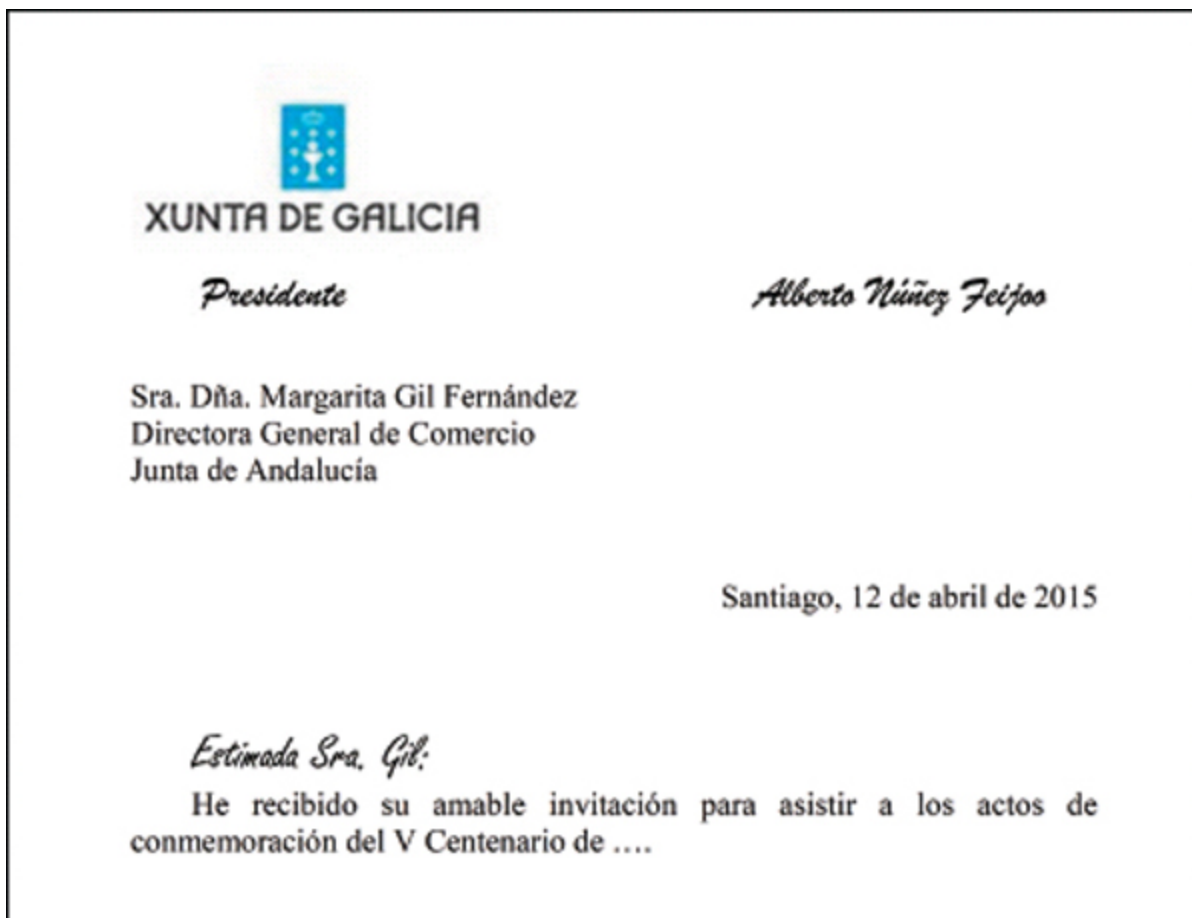 XUNTA DE GALICIA
Presidente Alberto Núñez Feijoo
Sra. Dña. Margarita Gil Fernández
Directora General de Comercio
Junta de Andalucía
Santiago, 12 de abril de 2015
Estimada Sra. Gil:
He recibido su amable invitación para asistir a los actos de
conmemoración del V Centenario de ….